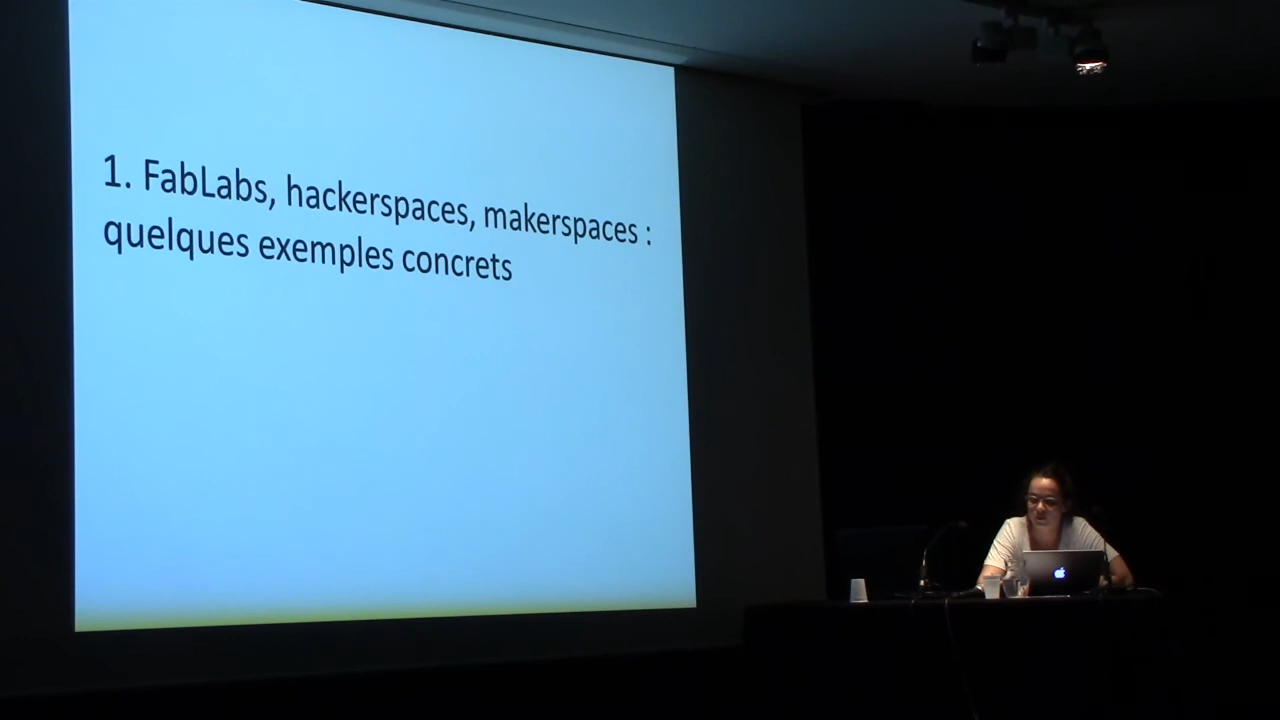 1. FabLabs, hackerspaces, makerspaces :
quelques exemples concrets